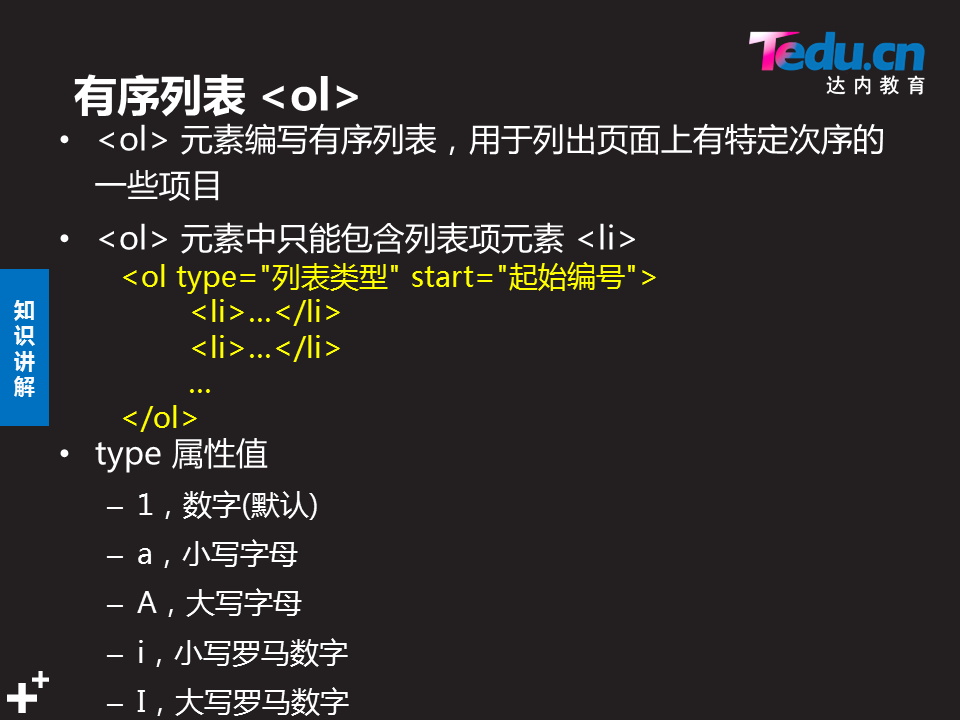 Tedu.cn
达内教育
有序列表 <ol>
• <ol> 元素编写有序列表，用于列出页面上有特定次序的
一些项目
• <ol> 元素中只能包含列表项元素 <li>
<ol type="列表类型" start="起始编号">
<li>…</li>
<li>…</li>
…
</ol>
知识讲解
• type 属性值
– 1，数字(默认)
– a，小写字母
– A，大写字母
– i，小写罗马数字
– I，大写罗马数字